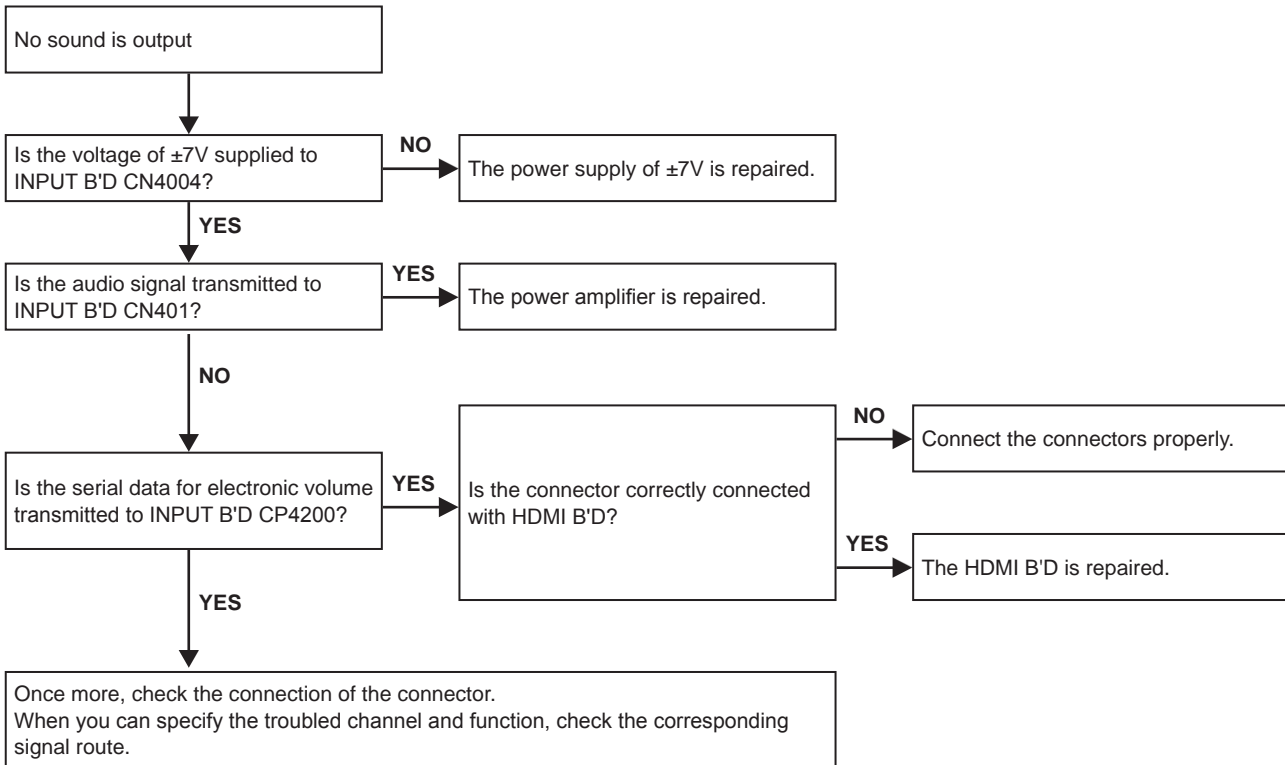 No sound is output
Is the voltage of ±7V supplied to
INPUT B'D CN4004?
NO
The power supply of ±7V is repaired.
YES
Is the audio signal transmitted to
INPUT B'D CN401?
YES
The power amplifier is repaired.
NO
Is the serial data for electronic volume
transmitted to INPUT B'D CP4200?
YES
Is the connector correctly connected
with HDMI B'D?
NO
Connect the connectors properly.
YES
The HDMI B'D is repaired.
YES
Once more, check the connection of the connector.
When you can specify the troubled channel and function, check the corresponding
signal route.